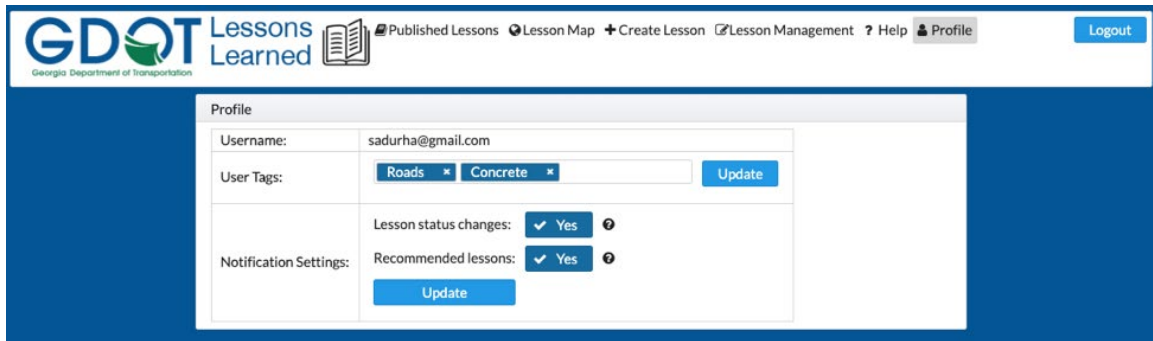 GDOT
Georgia Department of Transportation
Lessons
Learned
Published Lessons Lesson Map Create Lesson Lesson Management ? Help Profile Logout
Profile
Username: sadurha@gmail.com
User Tags: Roads × Concrete × Update
Notification Settings:
Lesson status changes: Yes ?
Recommended lessons: Yes ?
Update